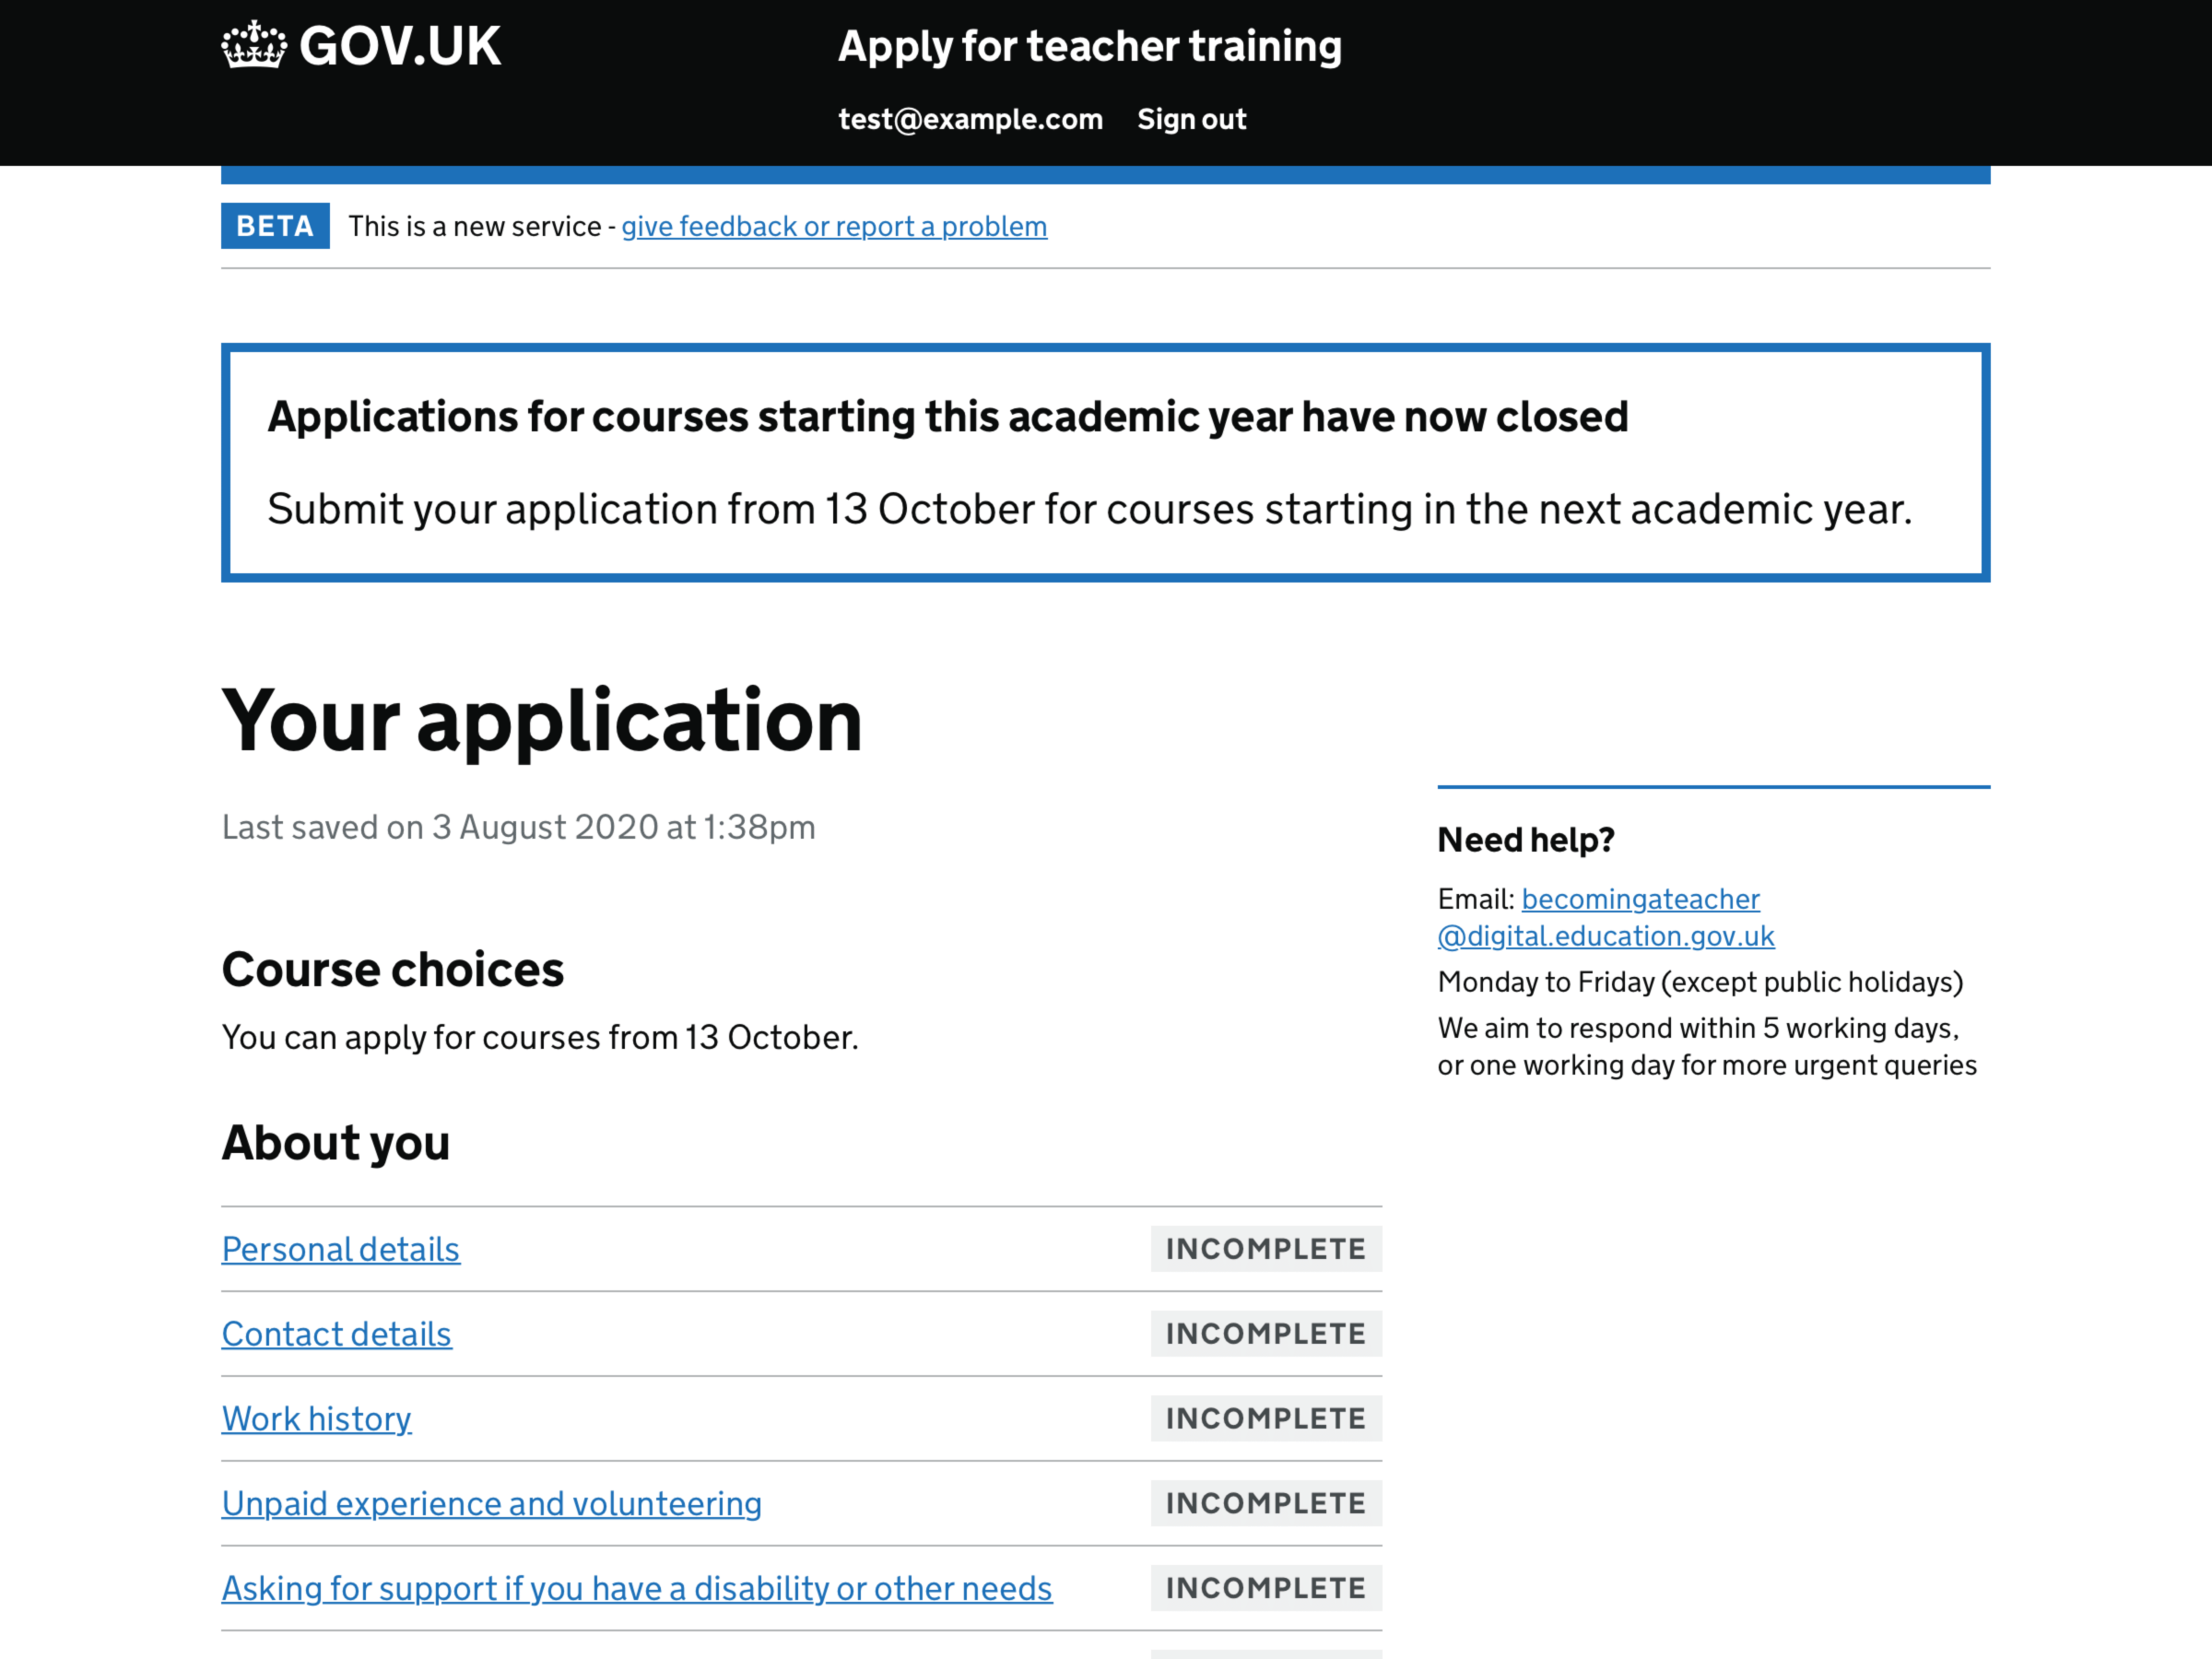 GOV.UK
Apply for teacher training
test@example.com Sign out
BETA This is a new service - give feedback or report a problem
Applications for courses starting this academic year have now closed
Submit your application from 13 October for courses starting in the next academic year.
Your application
Last saved on 3 August 2020 at 1:38pm
Course choices
You can apply for courses from 13 October.
About you
Personal details INCOMPLETE
Contact details INCOMPLETE
Work history INCOMPLETE
Unpaid experience and volunteering INCOMPLETE
Asking for support if you have a disability or other needs INCOMPLETE
Need help?
Email: becomingateacher
@digital.education.gov.uk
Monday to Friday (except public holidays)
We aim to respond within 5 working days,
or one working day for more urgent queries